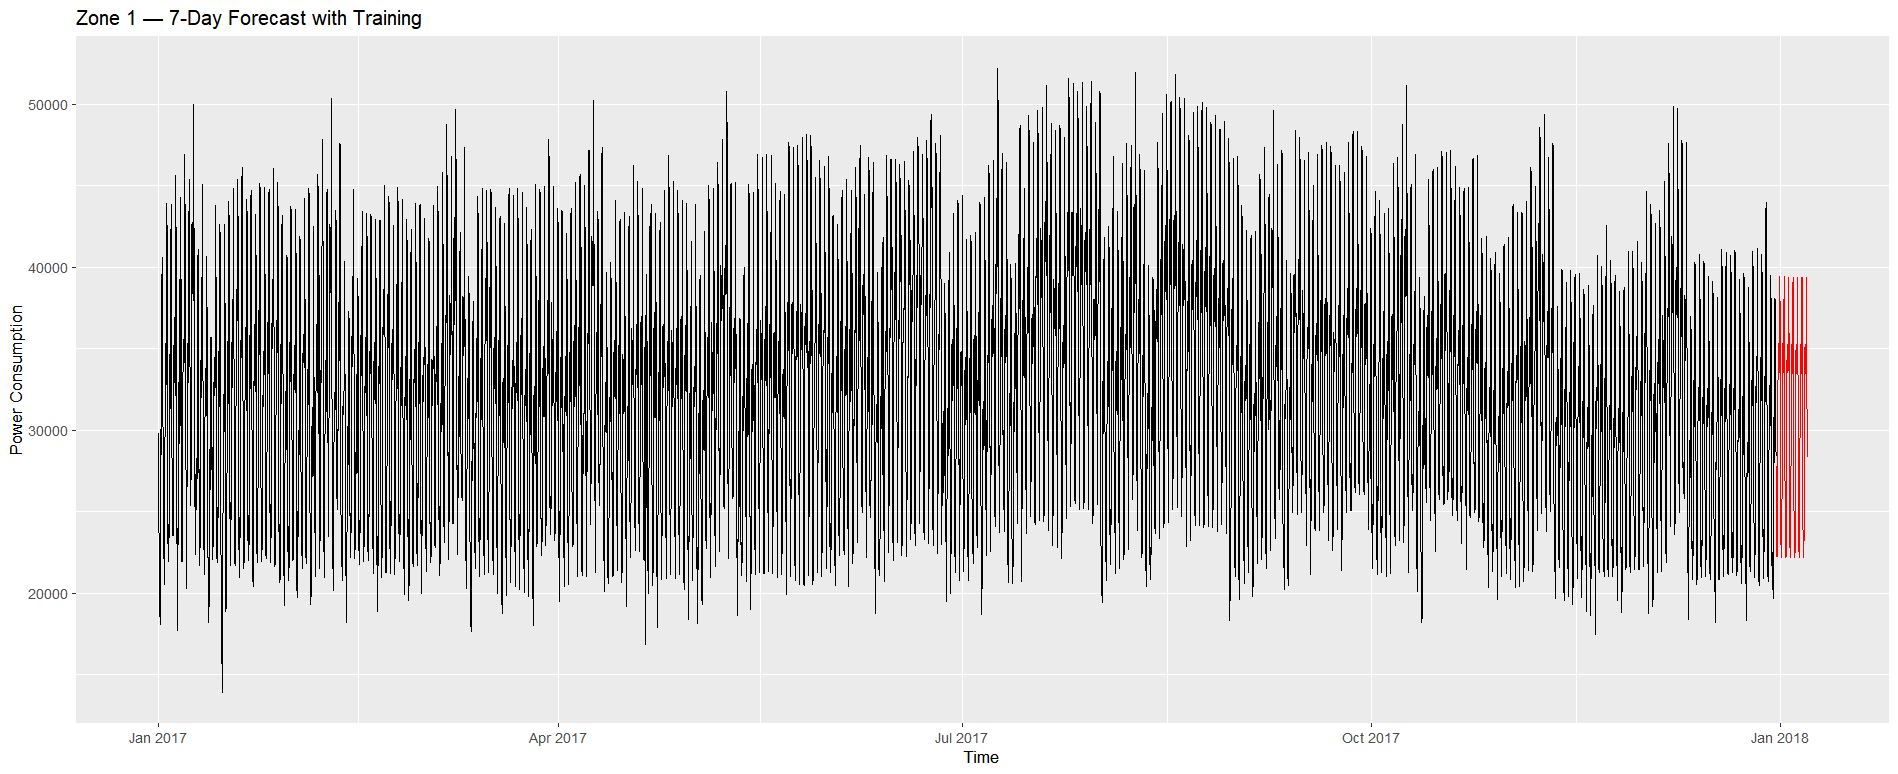 Zone 1 — 7-Day Forecast with Training
Power Consumption
50000
40000
30000
20000
Jan 2017 Apr 2017 Jul 2017 Oct 2017 Jan 2018
Time